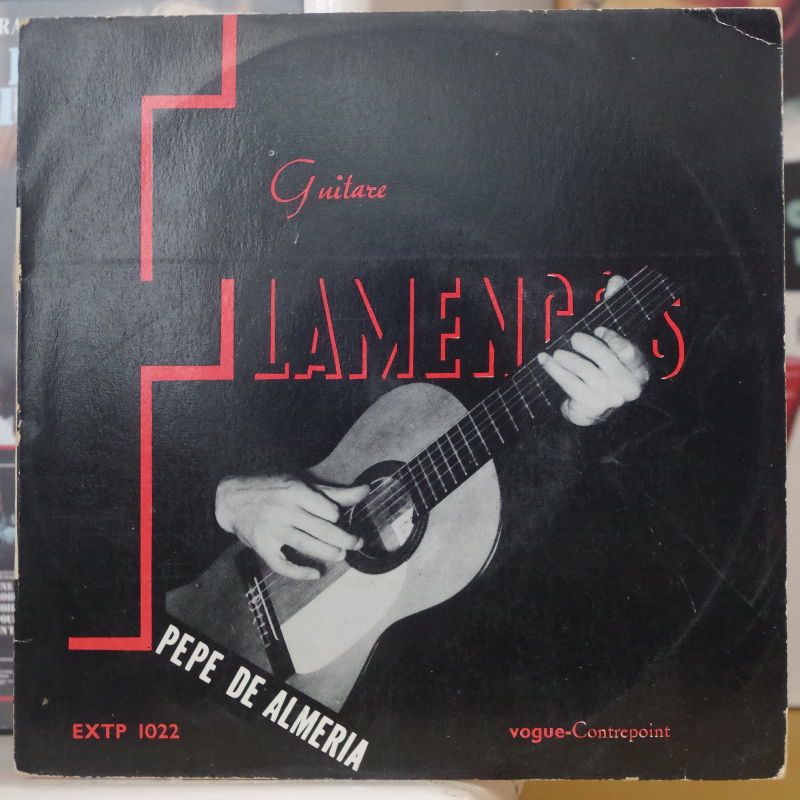 Guitare
FLAMENCOS
PEPE DE ALMERIA
EXTP 1022
vogue-Contrepoint